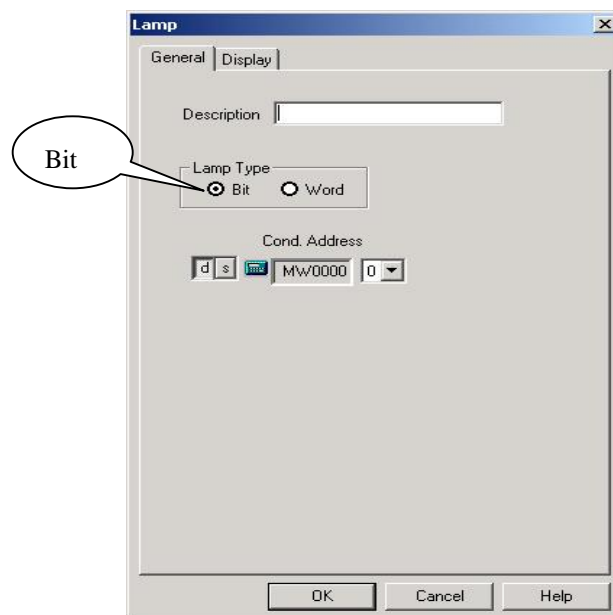 Lamp
General Display
Description
Bit
Lamp Type
Bit Word
Cond. Address
d s MW0000 0
OK Cancel Help